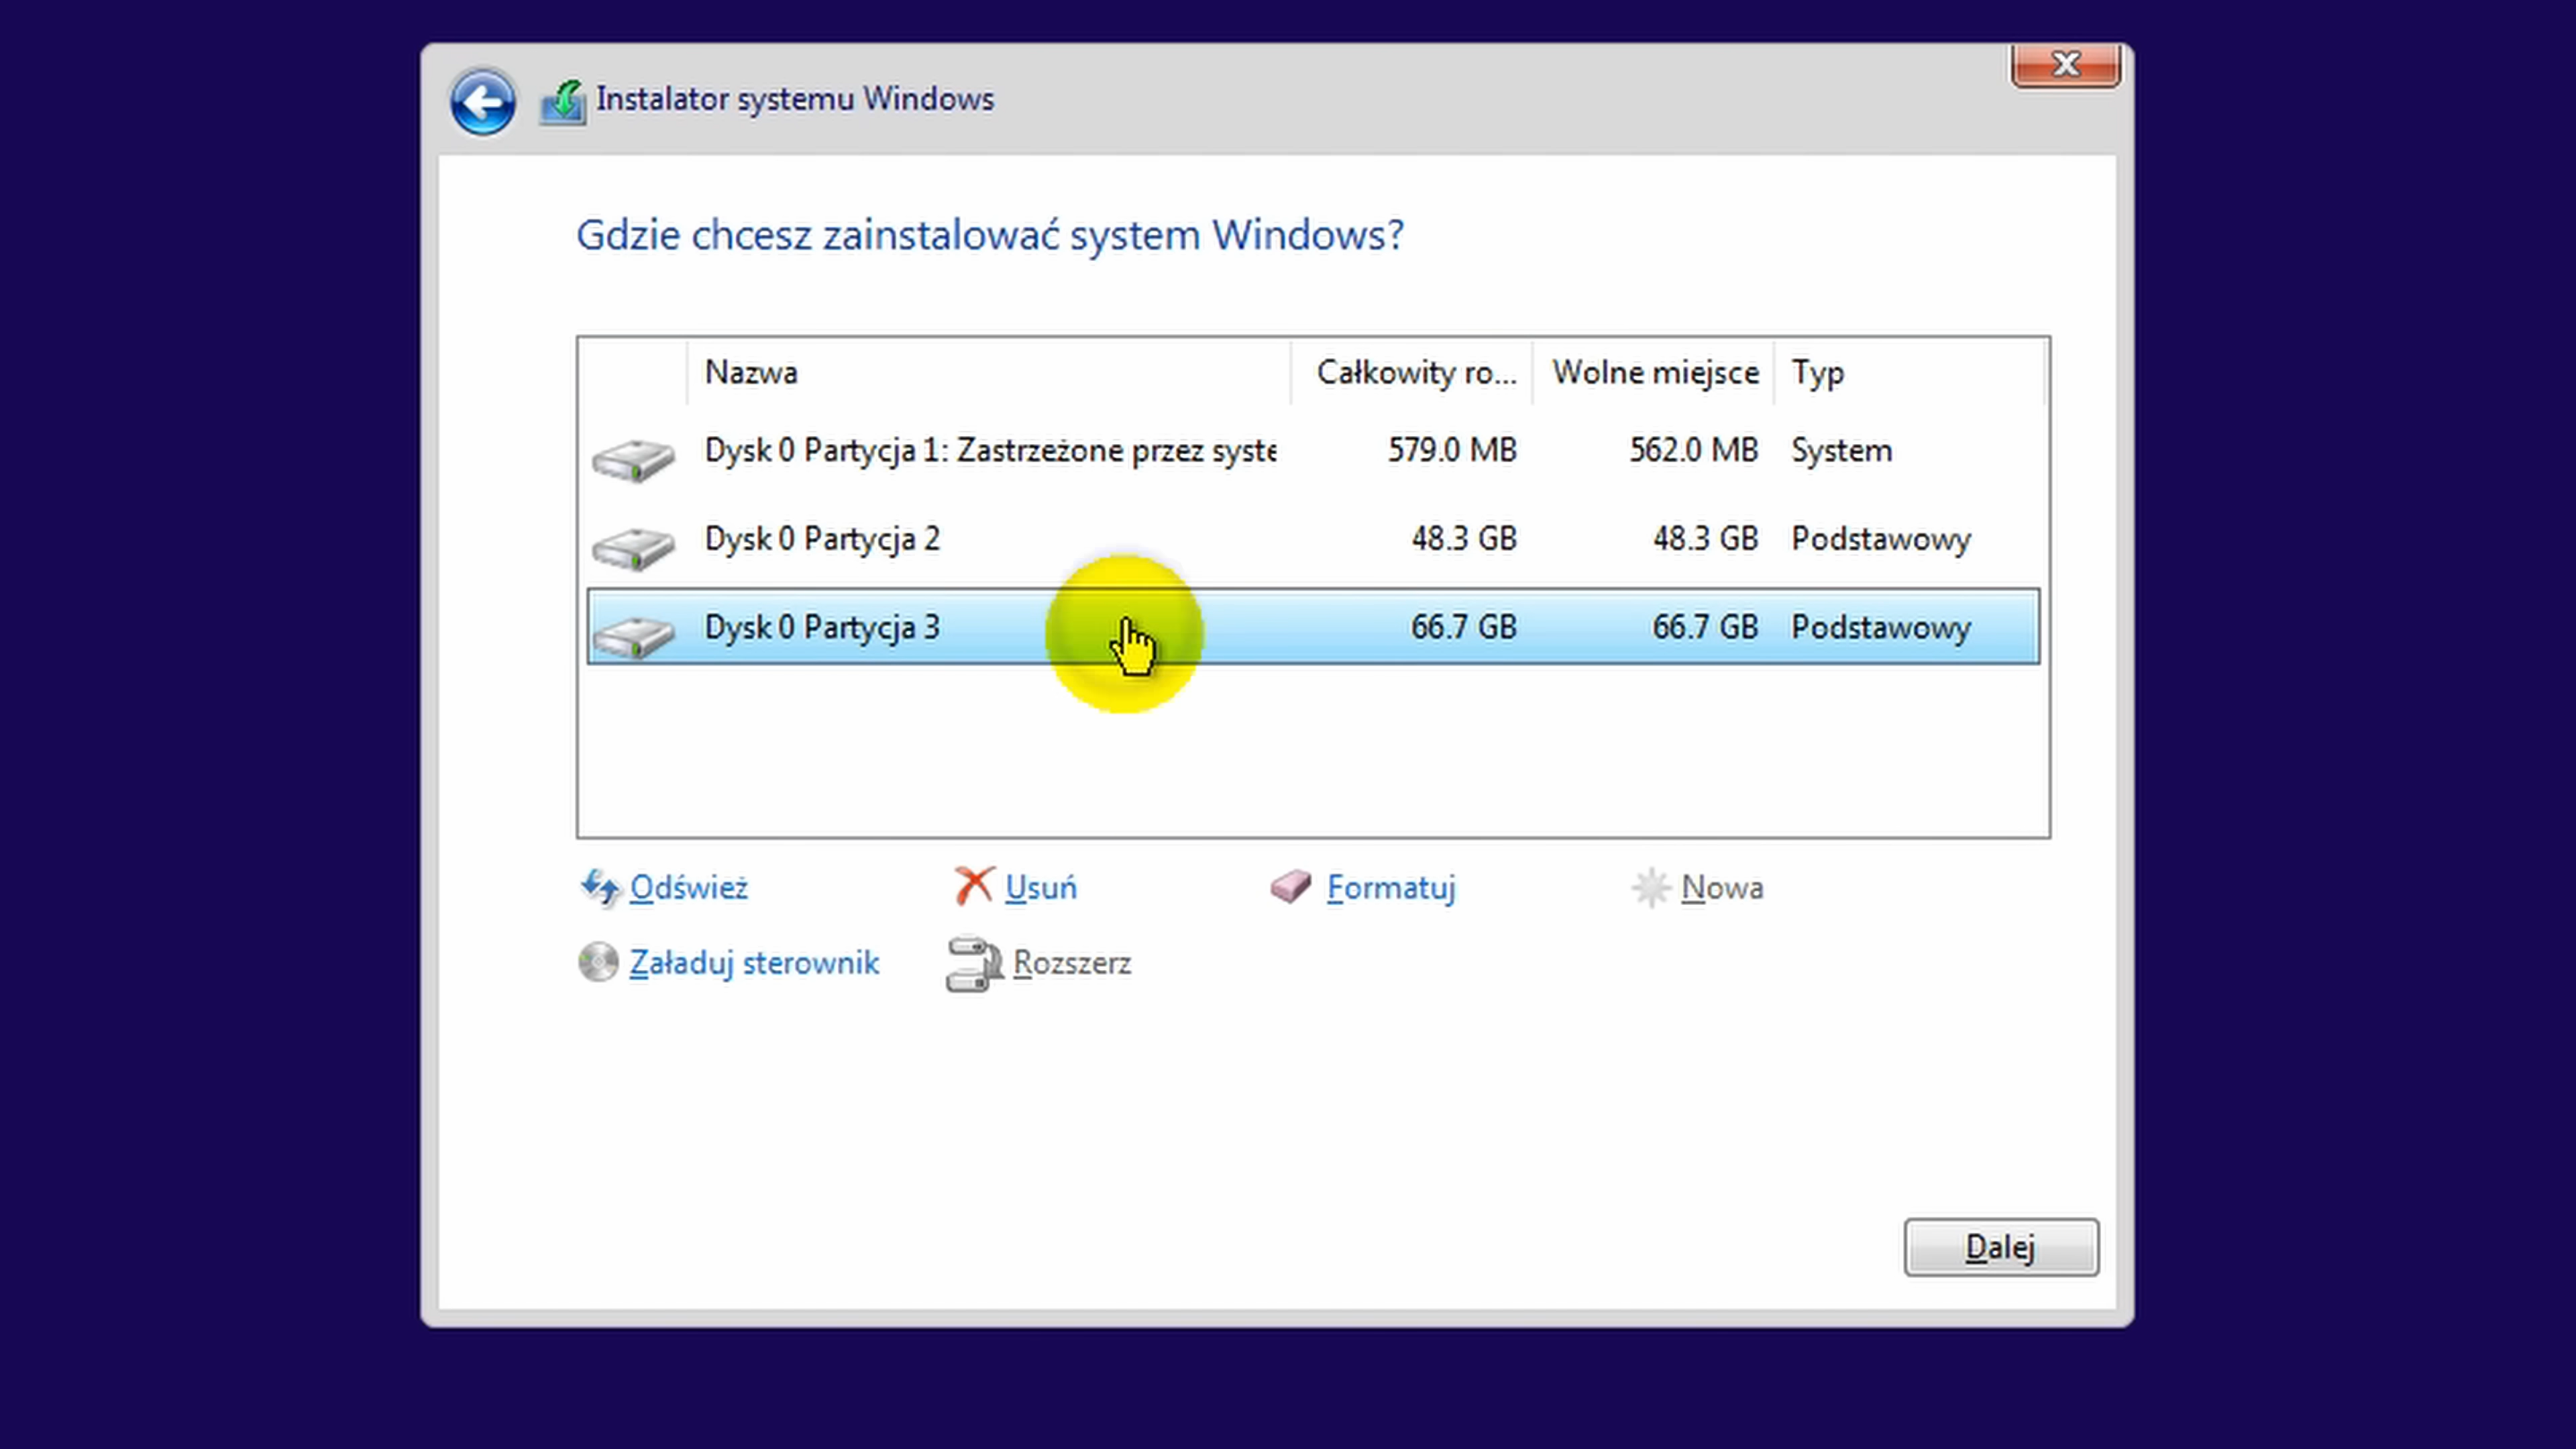 Instalator systemu Windows
Gdzie chcesz zainstalować system Windows?
Nazwa Całkowity ro... Wolne miejsce Typ
Dysk 0 Partycja 1: Zastrzeżone przez syste 579.0 MB 562.0 MB System
Dysk 0 Partycja 2 48.3 GB 48.3 GB Podstawowy
Dysk 0 Partycja 3 66.7 GB 66.7 GB Podstawowy
Odśwież Usuń Formatuj Nowa
Załaduj sterownik Rozszerz
Dalej